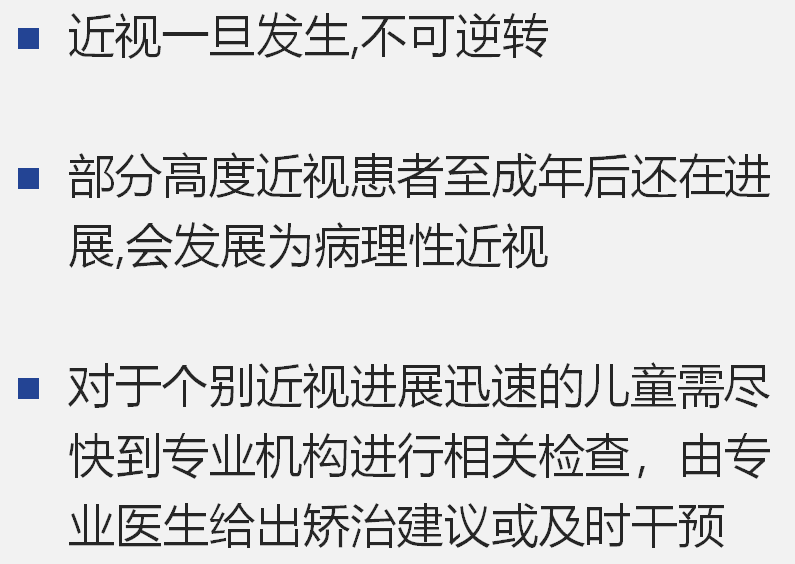 近视一旦发生,不可逆转
部分高度近视患者至成年后还在进
展,会发展为病理性近视
对于个别近视进展迅速的儿童需尽
快到专业机构进行相关检查，由专
业医生给出矫治建议或及时干预